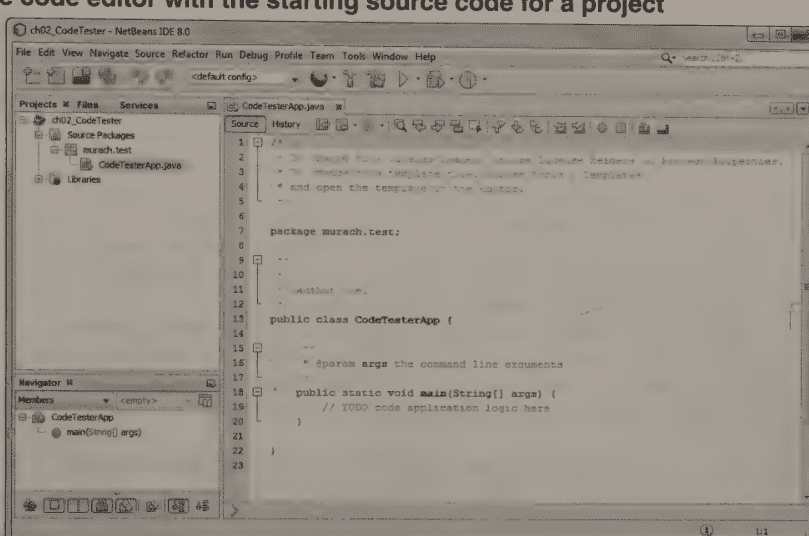 code editor with the starting source code for a project
ch02_CodeTester - NetBeans IDE 8.0
File Edit View Navigate Source Refactor Run Debug Profile Team Tools Window Help
<default config>
Projects Files Services
ch02_CodeTester
Source Packages
murach.test
CodeTesterApp.java
Libraries
Navigator
Members <empty>
CodeTesterApp
main(String[] args)
CodeTesterApp.java
Source History
1 /*
2
3 template Templates
4 * and open the template in the editor.
5
6
7 package murach.test;
8
9
10
11
12
13 public class CodeTesterApp {
14
15
16 * @param args the command line arguments
17
18 public static void main(String[] args) {
19 // TODO code application logic here
20 }
21
22 }
23
1:1